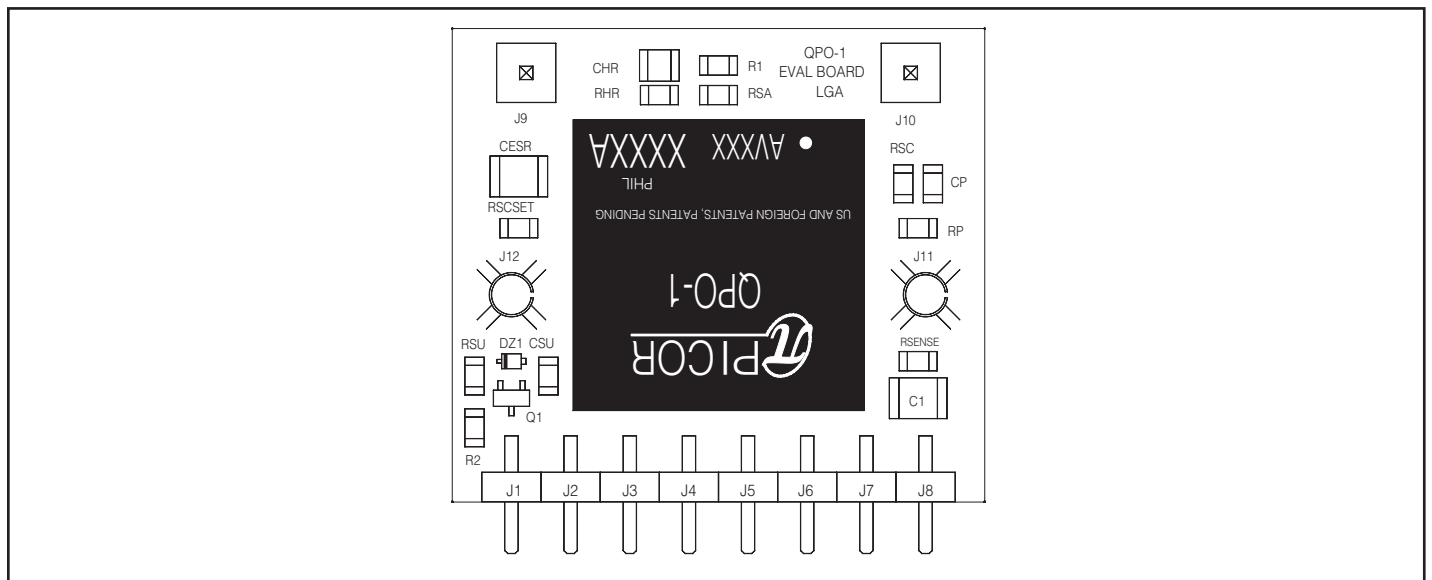 QPO-1
EVAL BOARD
LGA
CHR
R1
RHR
RSA
J9
J10
CESR
RSC
CP
RSCSET
RP
J12
J11
XXXXA AVXXX
PHIL
US AND FOREIGN PATENTS, PATENTS PENDING
QPO-1
PICOR
RSU
DZ1
CSU
RSENSE
C1
Q1
R2
J1 J2 J3 J4 J5 J6 J7 J8